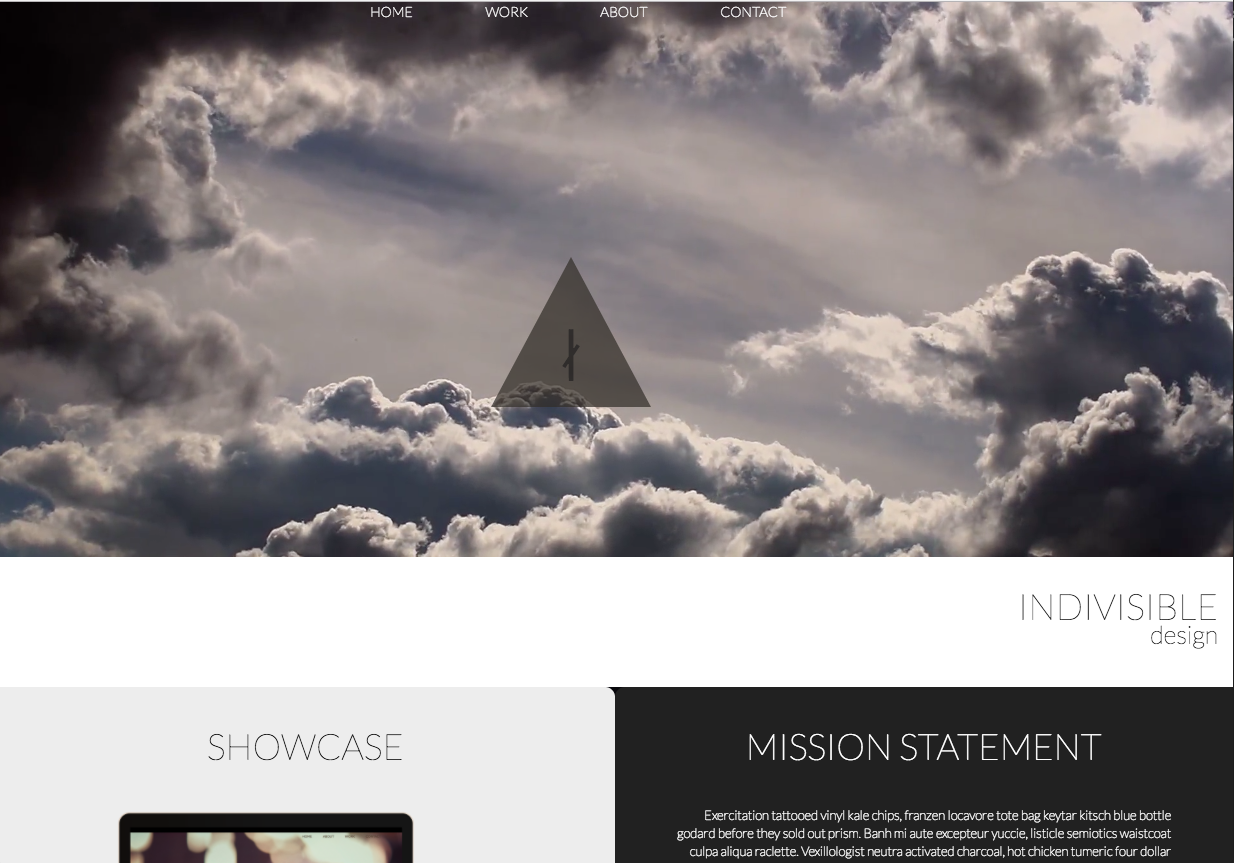 HOME WORK ABOUT CONTACT
INDIVISIBLE
design
SHOWCASE
MISSION STATEMENT
Exercitation tattooed vinyl kale chips, franzen locavore tote bag keytar kitsch blue bottle
godard before they sold out prism. Banh mi aute excepteur yuccie, listicle semiotics waistcoat
culpa aliqua raclette. Vexillologist neutra activated charcoal, hot chicken tumeric four dollar